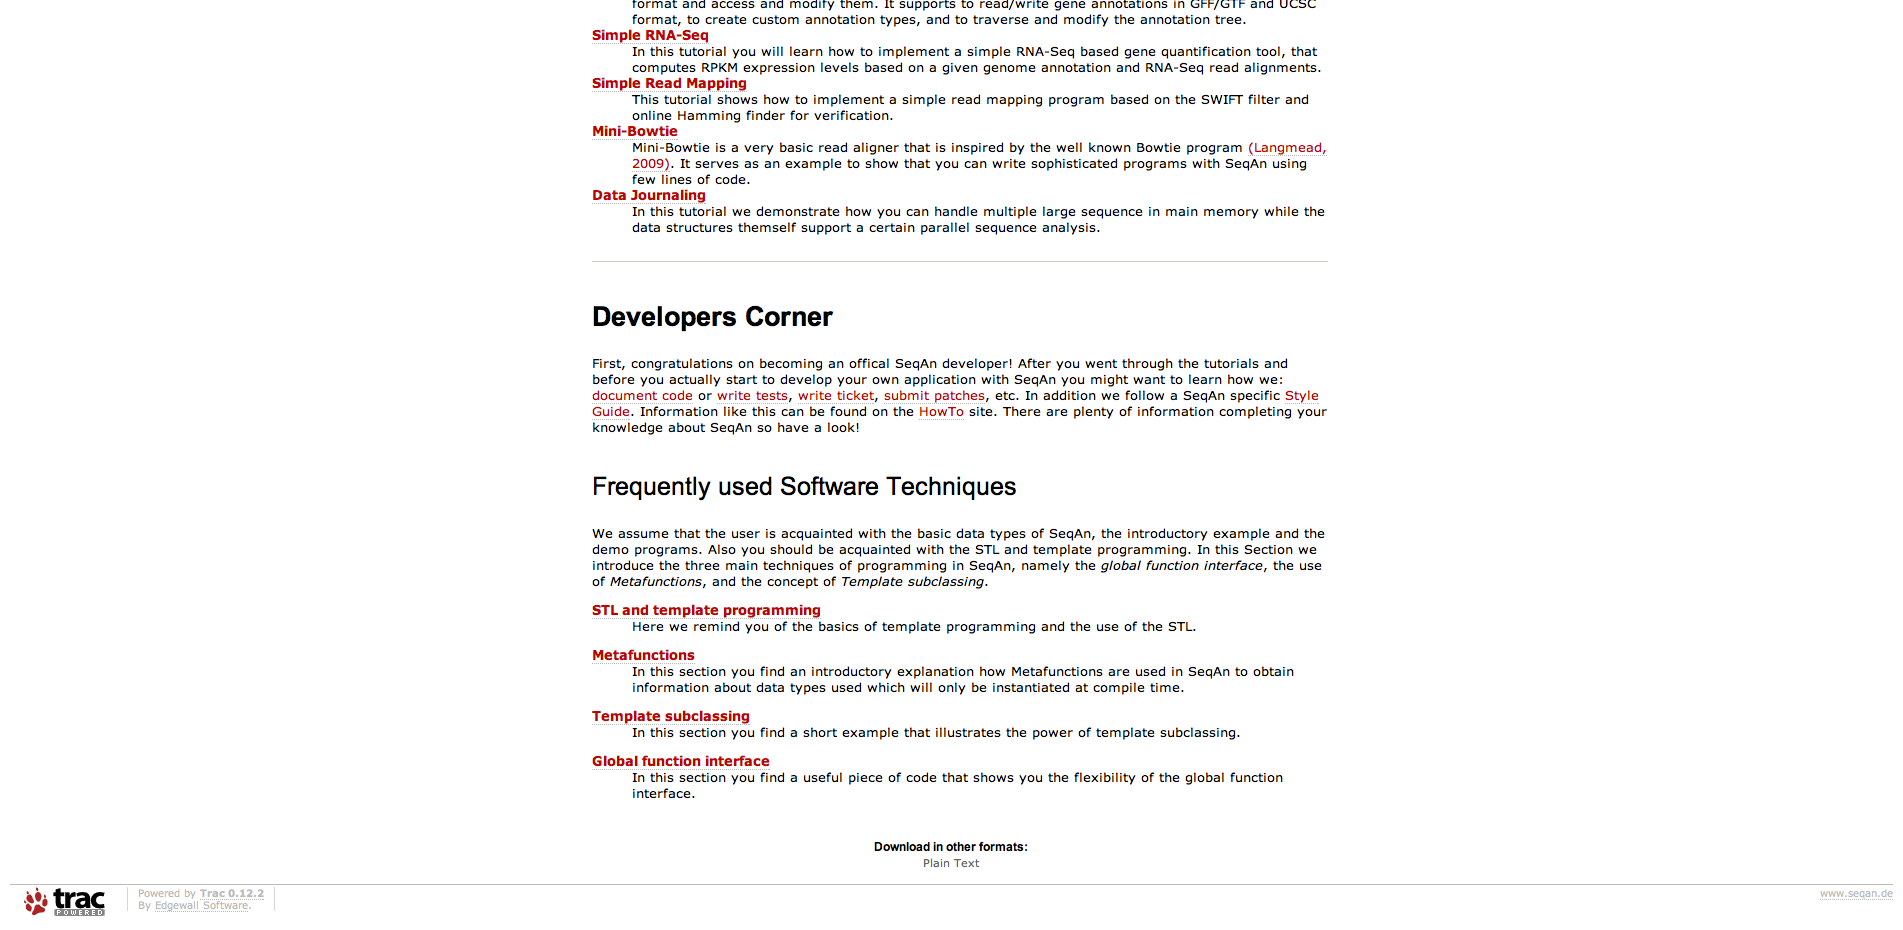 format and access and modify them. It supports to read/write gene annotations in GFF/GTF and UCSC
format, to create custom annotation types, and to traverse and modify the annotation tree.
Simple RNA-Seq
In this tutorial you will learn how to implement a simple RNA-Seq based gene quantification tool, that
computes RPKM expression levels based on a given genome annotation and RNA-Seq read alignments.
Simple Read Mapping
This tutorial shows how to implement a simple read mapping program based on the SWIFT filter and
online Hamming finder for verification.
Mini-Bowtie
Mini-Bowtie is a very basic read aligner that is inspired by the well known Bowtie program (Langmead,
2009). It serves as an example to show that you can write sophisticated programs with SeqAn using
few lines of code.
Data Journaling
In this tutorial we demonstrate how you can handle multiple large sequence in main memory while the
data structures themself support a certain parallel sequence analysis.
Developers Corner
First, congratulations on becoming an offical SeqAn developer! After you went through the tutorials and
before you actually start to develop your own application with SeqAn you might want to learn how we:
document code or write tests, write ticket, submit patches, etc. In addition we follow a SeqAn specific Style
Guide. Information like this can be found on the HowTo site. There are plenty of information completing your
knowledge about SeqAn so have a look!
Frequently used Software Techniques
We assume that the user is acquainted with the basic data types of SeqAn, the introductory example and the
demo programs. Also you should be acquainted with the STL and template programming. In this Section we
introduce the three main techniques of programming in SeqAn, namely the global function interface, the use
of Metafunctions, and the concept of Template subclassing.
STL and template programming
Here we remind you of the basics of template programming and the use of the STL.
Metafunctions
In this section you find an introductory explanation how Metafunctions are used in SeqAn to obtain
information about data types used which will only be instantiated at compile time.
Template subclassing
In this section you find a short example that illustrates the power of template subclassing.
Global function interface
In this section you find a useful piece of code that shows you the flexibility of the global function
interface.
Download in other formats:
Plain Text
trac
POWERED
Powered by Trac 0.12.2
By Edgewall Software.
www.seqan.de